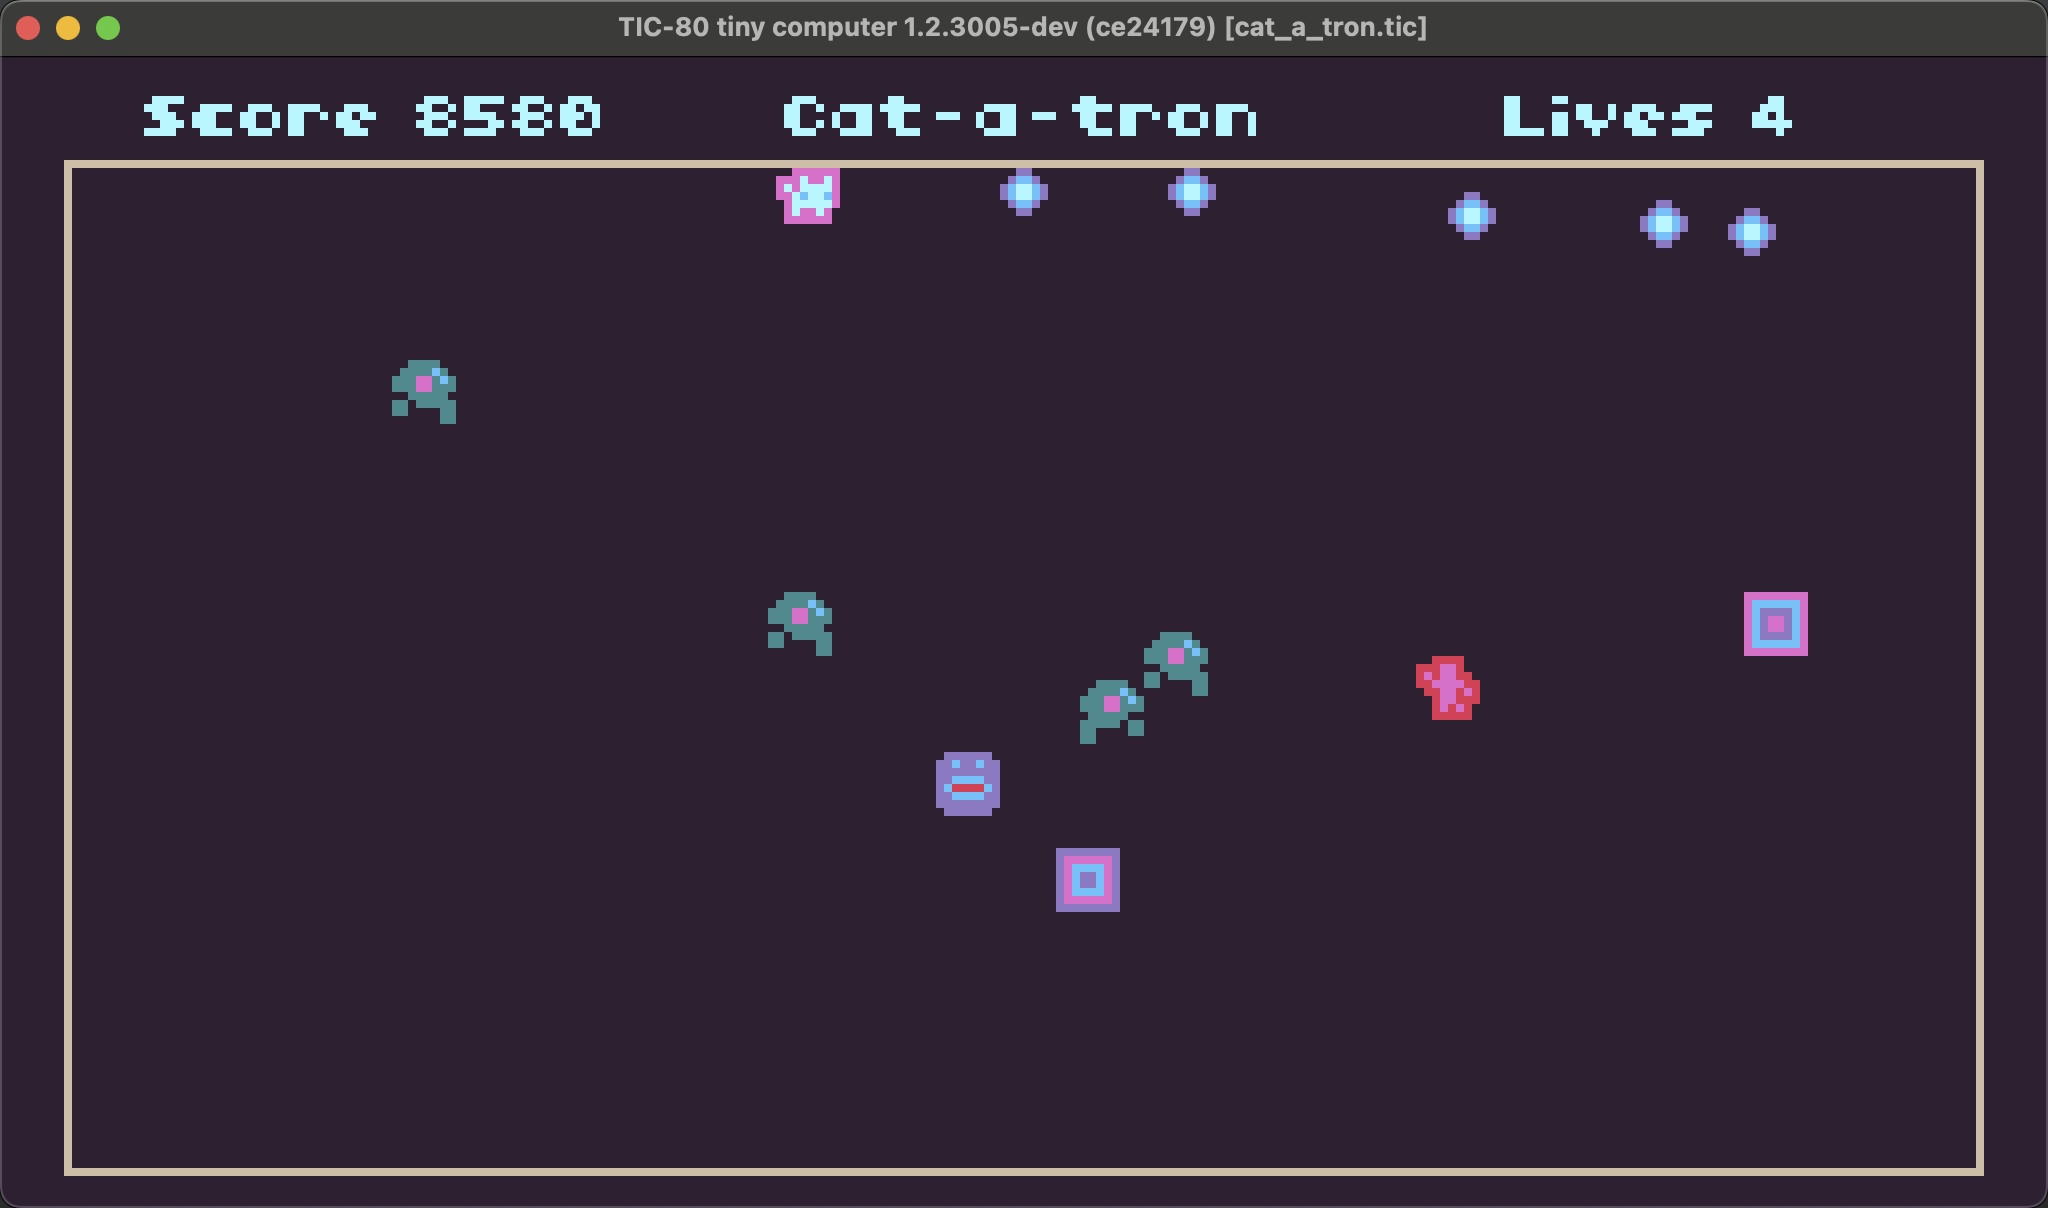 TIC-80 tiny computer 1.2.3005-dev (ce24179) [cat_a_tron.tic]
Score 8580 Cat-a-tron Lives 4